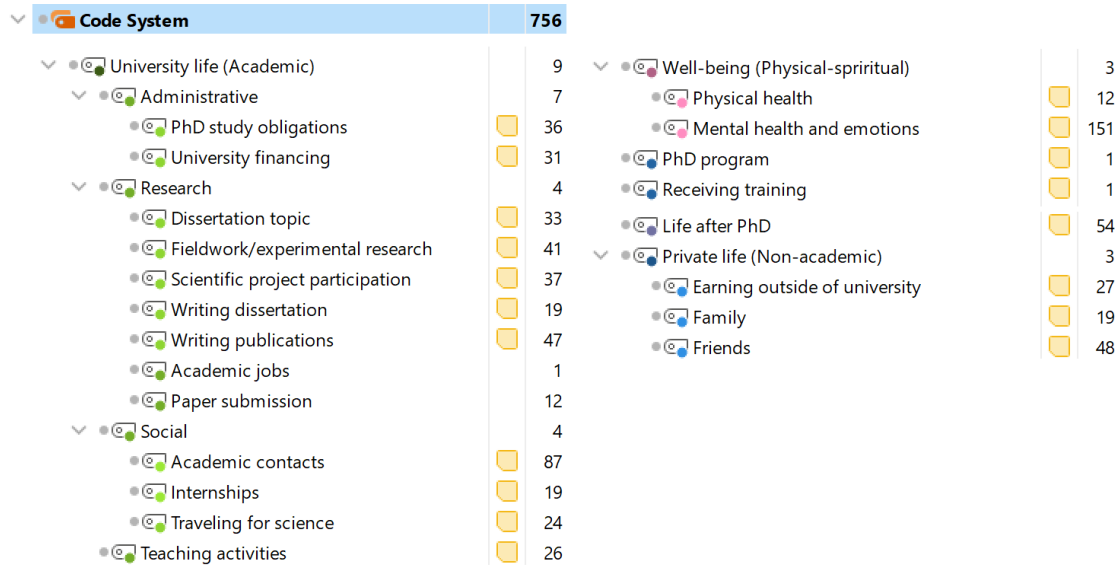 Code System 756
University life (Academic) 9
Administrative 7
PhD study obligations 36
University financing 31
Research 4
Dissertation topic 33
Fieldwork/experimental research 41
Scientific project participation 37
Writing dissertation 19
Writing publications 47
Academic jobs 1
Paper submission 12
Social 4
Academic contacts 87
Internships 19
Traveling for science 24
Teaching activities 26
Well-being (Physical-spriritual) 3
Physical health 12
Mental health and emotions 151
PhD program 1
Receiving training 1
Life after PhD 54
Private life (Non-academic) 3
Earning outside of university 27
Family 19
Friends 48